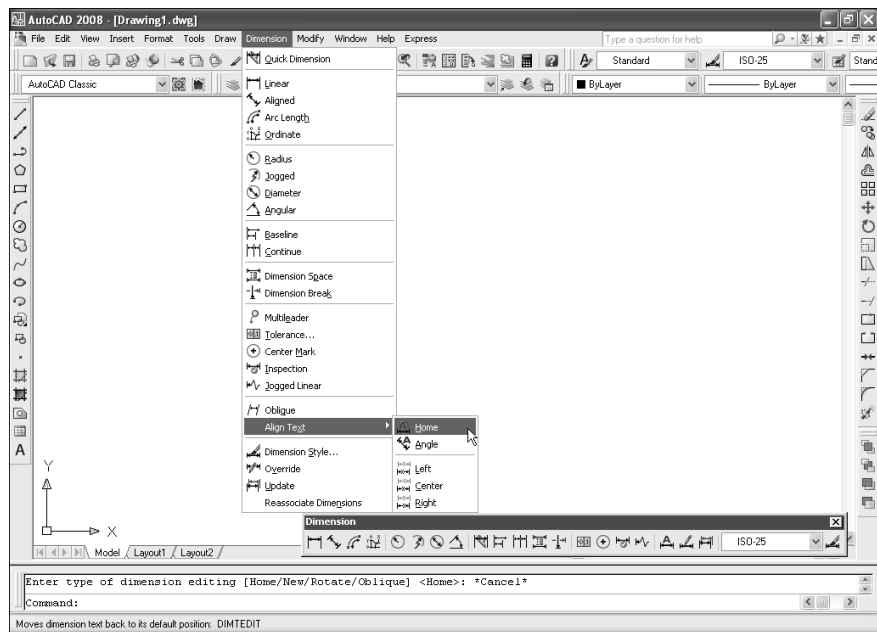 AutoCAD 2008 - [Drawing1.dwg]
File Edit View Insert Format Tools Draw Dimension Modify Window Help Express Type a question for help
Quick Dimension
Standard ISO-25 Stand
AutoCAD Classic ByLayer ByLayer
Linear
Aligned
Arc Length
Ordinate
Radius
Jogged
Diameter
Angular
Baseline
Continue
Dimension Space
Dimension Break
Multileader
Tolerance...
Center Mark
Inspection
Jogged Linear
Oblique
Align Text Home
Angle
Dimension Style...
Override Left
Update Center
Reassociate Dimensions Right
A
Y
X
Dimension
ISO-25
Model Layout1 Layout2
Enter type of dimension editing [Home/New/Rotate/Oblique] <Home>: *Cancel*
Command:
Moves dimension text back to its default position: DIMTEDIT